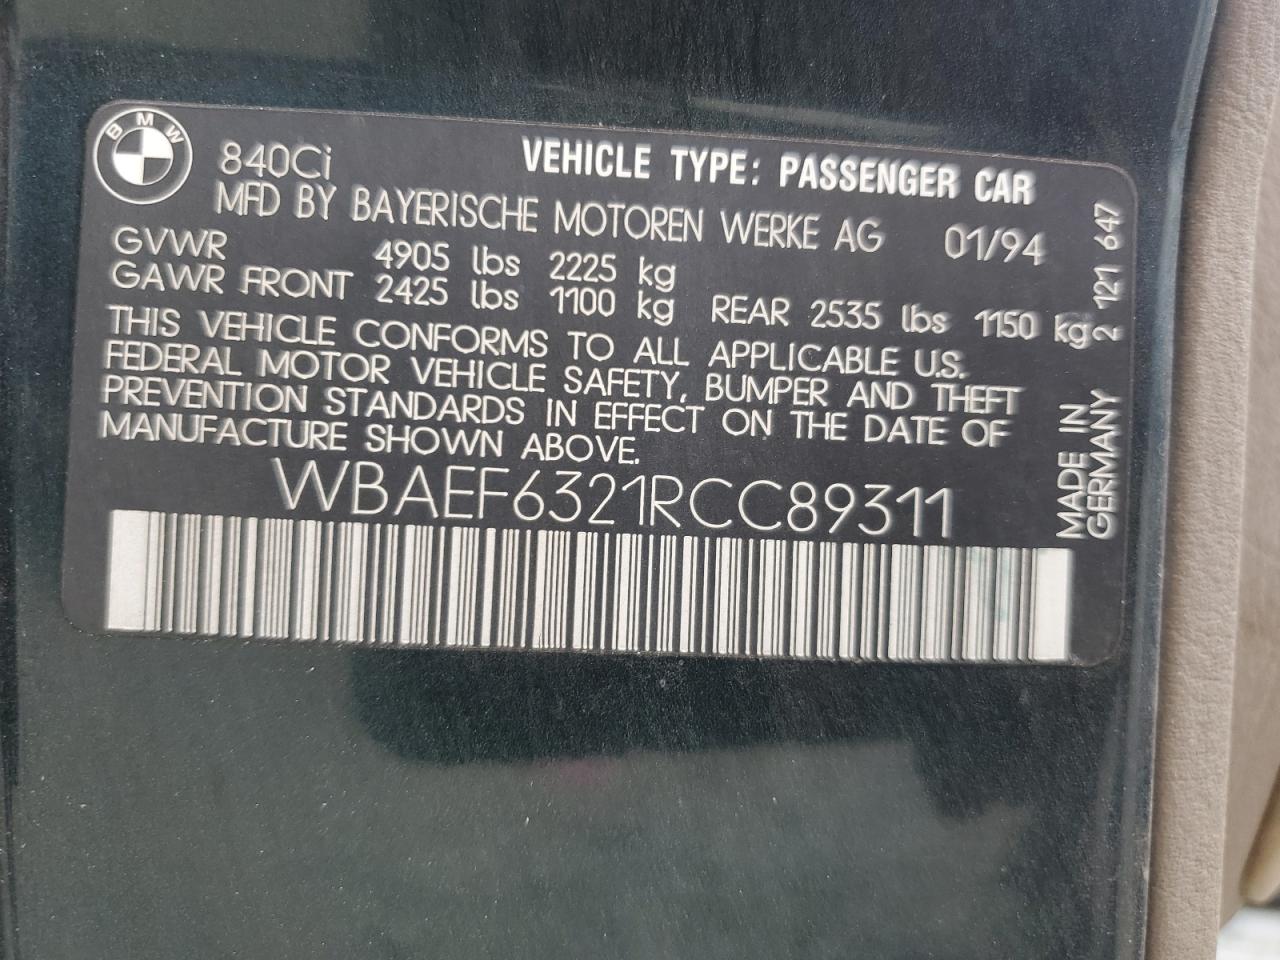 BMW
840Ci
VEHICLE TYPE: PASSENGER CAR
MFD BY BAYERISCHE MOTOREN WERKE AG 01/94
GVWR 4905 lbs 2225 kg
GAWR FRONT 2425 lbs 1100 kg REAR 2535 lbs 1150 kg
THIS VEHICLE CONFORMS TO ALL APPLICABLE U.S.
FEDERAL MOTOR VEHICLE SAFETY, BUMPER AND THEFT
PREVENTION STANDARDS IN EFFECT ON THE DATE OF
MANUFACTURE SHOWN ABOVE.
WBAEF6321RCC89311
2 121 647
MADE IN
GERMANY